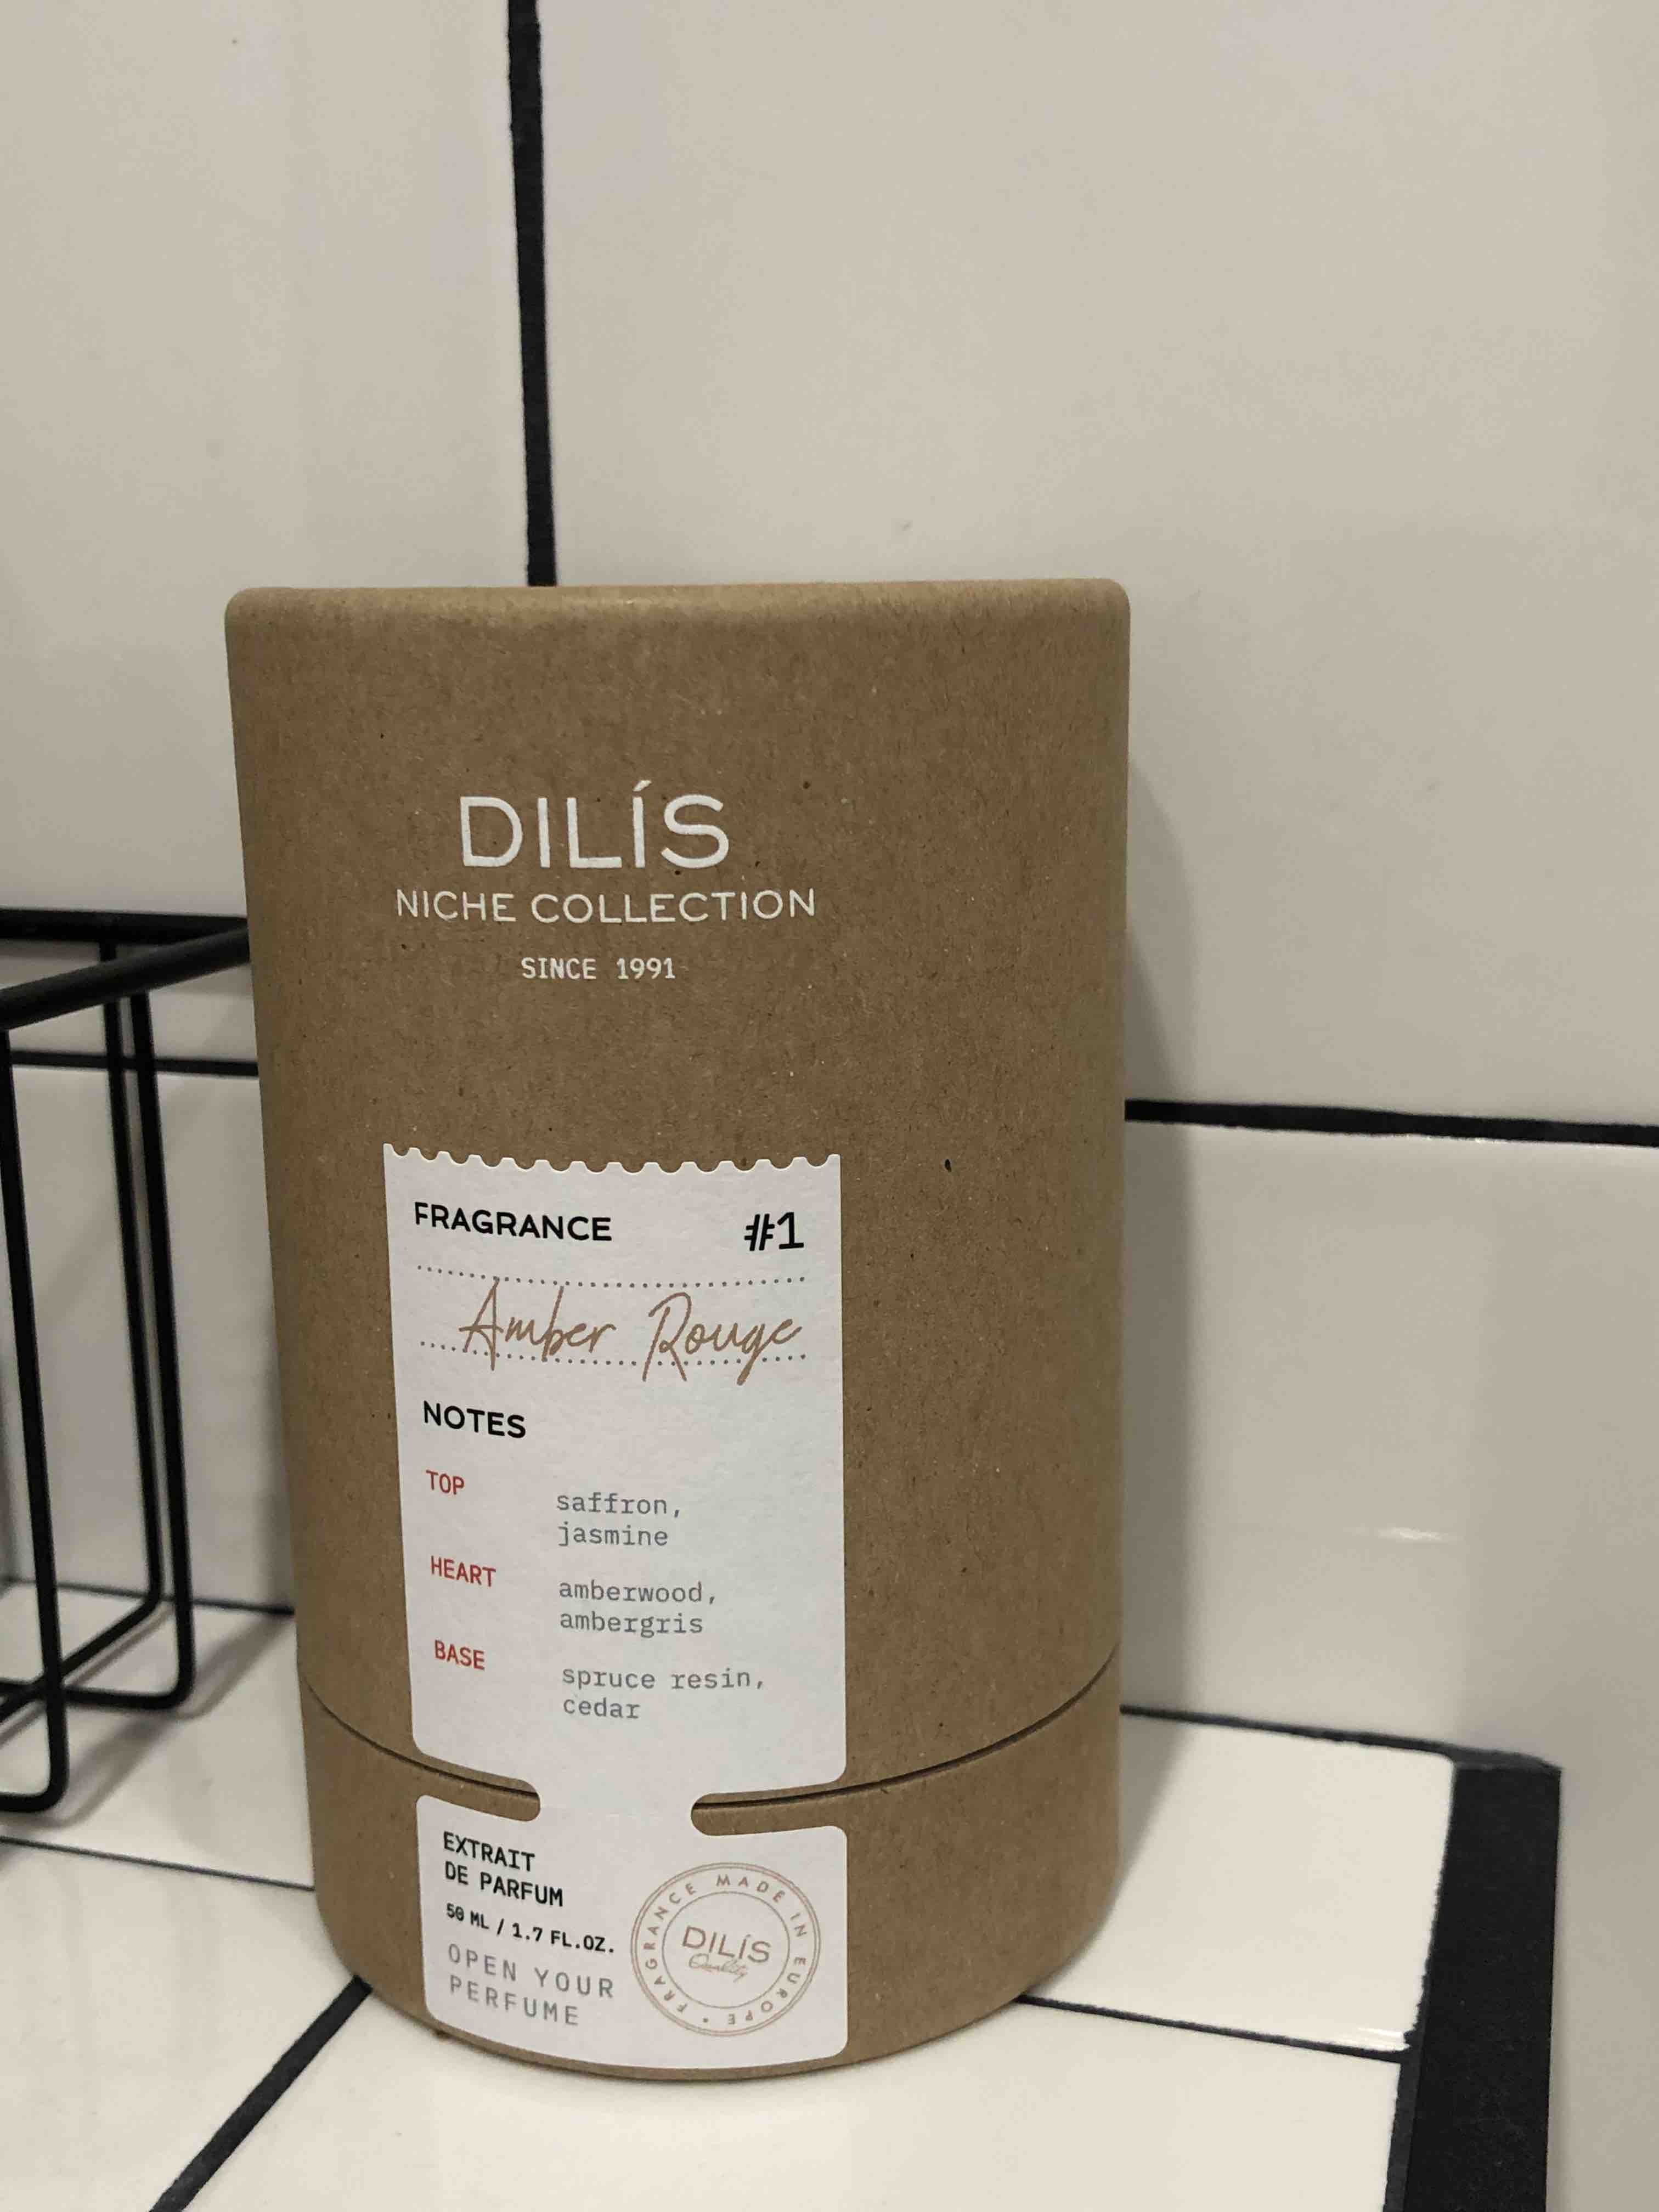 DILÍS
NICHE COLLECTION
SINCE 1991
FRAGRANCE #1
Amber Rouge
NOTES
TOP
saffron,
jasmine
HEART
amberwood,
ambergris
BASE
spruce resin,
cedar
EXTRAIT
DE PARFUM
50 ML / 1.7 FL.OZ.
OPEN YOUR
PERFUME
FRAGRANCE MADE IN EUROPE •
DILÍS
Quality